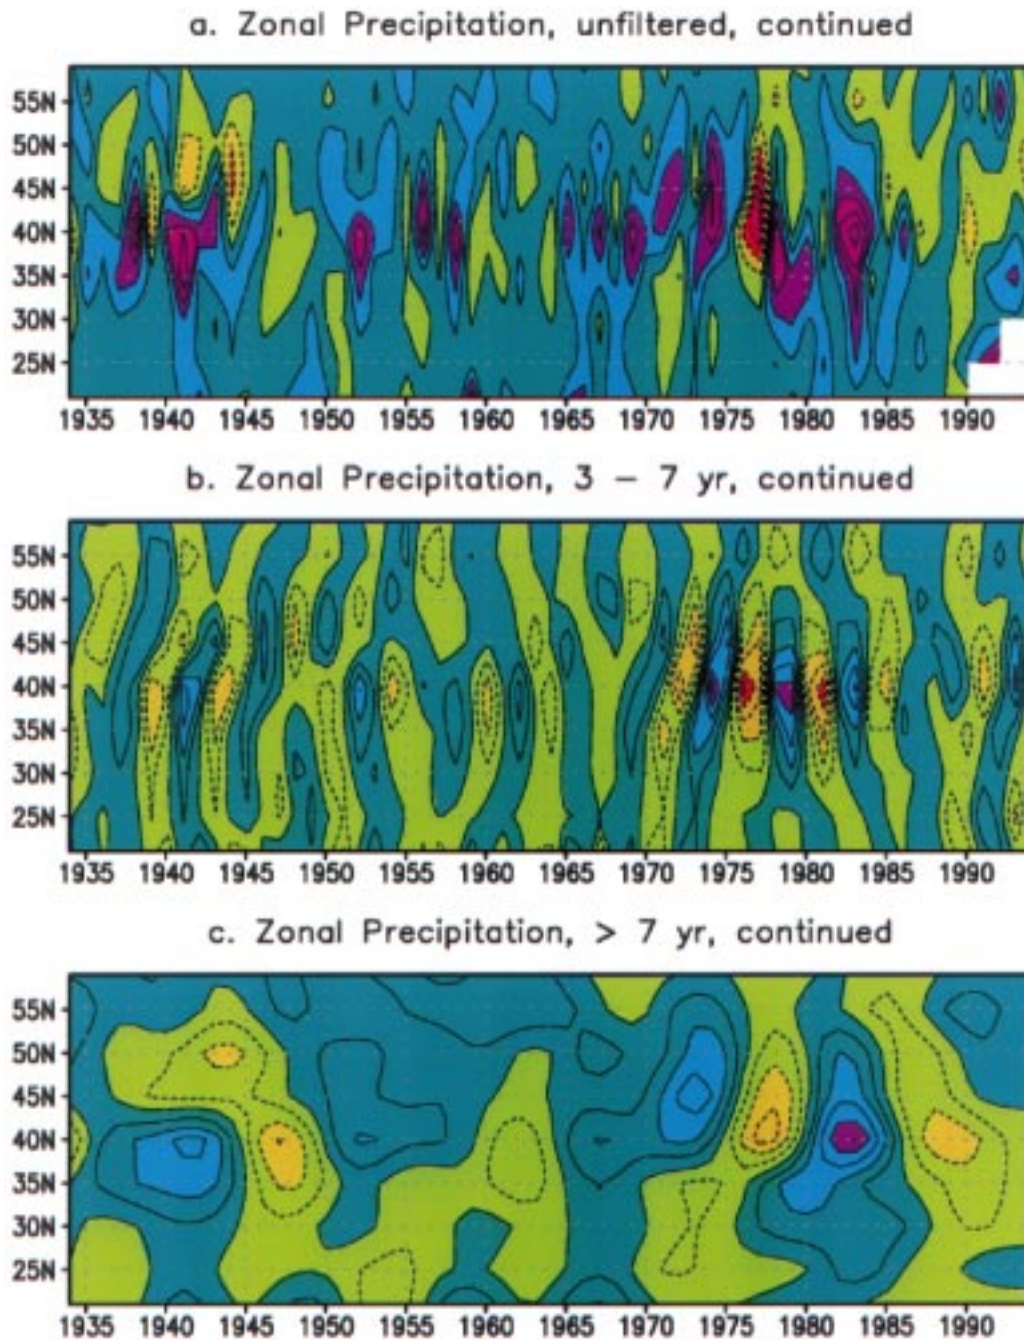 a. Zonal Precipitation, unfiltered, continued
55N
50N
45N
40N
35N
30N
25N
1935 1940 1945 1950 1955 1960 1965 1970 1975 1980 1985 1990
b. Zonal Precipitation, 3 – 7 yr, continued
55N
50N
45N
40N
35N
30N
25N
1935 1940 1945 1950 1955 1960 1965 1970 1975 1980 1985 1990
c. Zonal Precipitation, > 7 yr, continued
55N
50N
45N
40N
35N
30N
25N
1935 1940 1945 1950 1955 1960 1965 1970 1975 1980 1985 1990